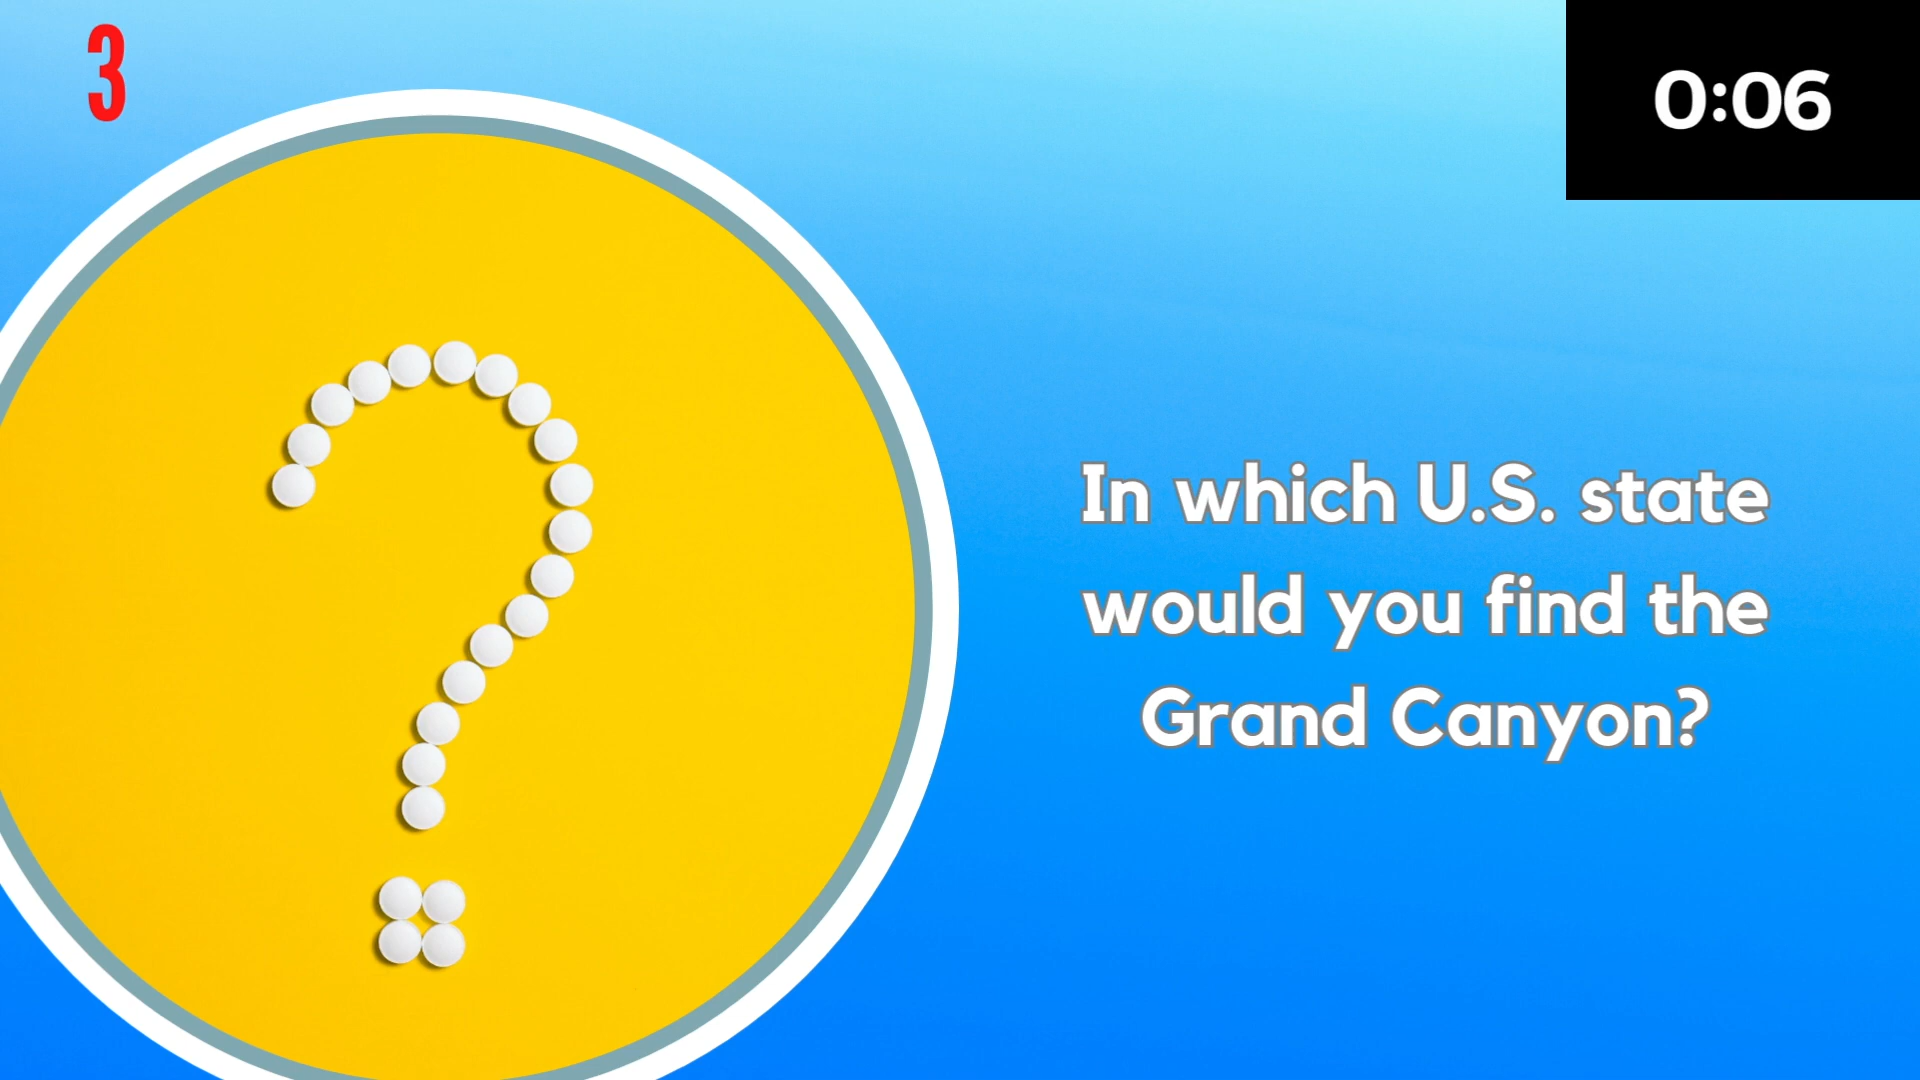 3
0:06
In which U.S. state
would you find the
Grand Canyon?